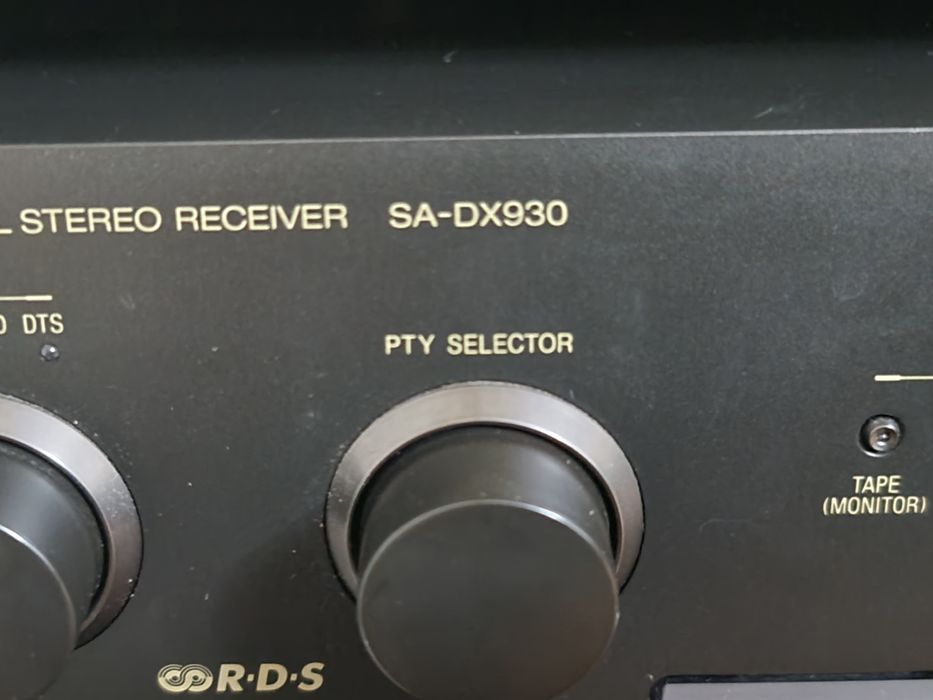 L STEREO RECEIVER SA-DX930
DTS
PTY SELECTOR
TAPE
(MONITOR)
R·D·S